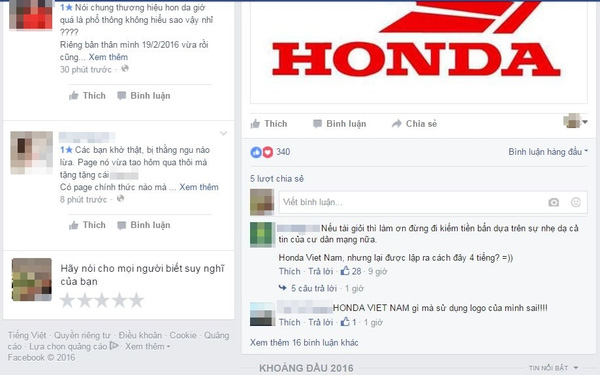 1★ Nói chung thương hiệu hon da giờ
quá là phổ thông không hiểu sao vậy nhỉ
????
Riêng bản thân mình 19/2/2016 vừa rồi
cũng... Xem thêm
30 phút trước ·
Thích Bình luận
1★ Các bạn khờ thật, bị thằng ngu nào
lừa. Page nó vừa tạo hôm qua thôi mà
tặng tặng cái
Có page chính thức nào mà ... Xem thêm
8 phút trước ·
Thích Bình luận
Hãy nói cho mọi người biết suy nghĩ
của bạn
Tiếng Việt · Quyền riêng tư · Điều khoản · Cookie · Quảng
cáo · Lựa chọn quảng cáo · Xem thêm
Facebook © 2016
HONDA
Thích Bình luận Chia sẻ
340 Bình luận hàng đầu
5 lượt chia sẻ
Viết bình luận...
Nếu tài giỏi thì làm ơn đừng đi kiếm tiền bẩn dựa trên sự nhẹ dạ cả
tin của cư dân mạng nữa.
Honda Viet Nam, nhưng lại được lập ra cách đây 4 tiếng? =))
Thích · Trả lời · 28 · 9 giờ
5 câu trả lời · 1 giờ
HONDA VIET NAM gì mà sử dụng logo của mình sai!!!!
Thích · Trả lời · 1 · 1 giờ
Xem thêm 16 bình luận khác
KHOẢNG ĐẦU 2016 TIN NỔI BẬT